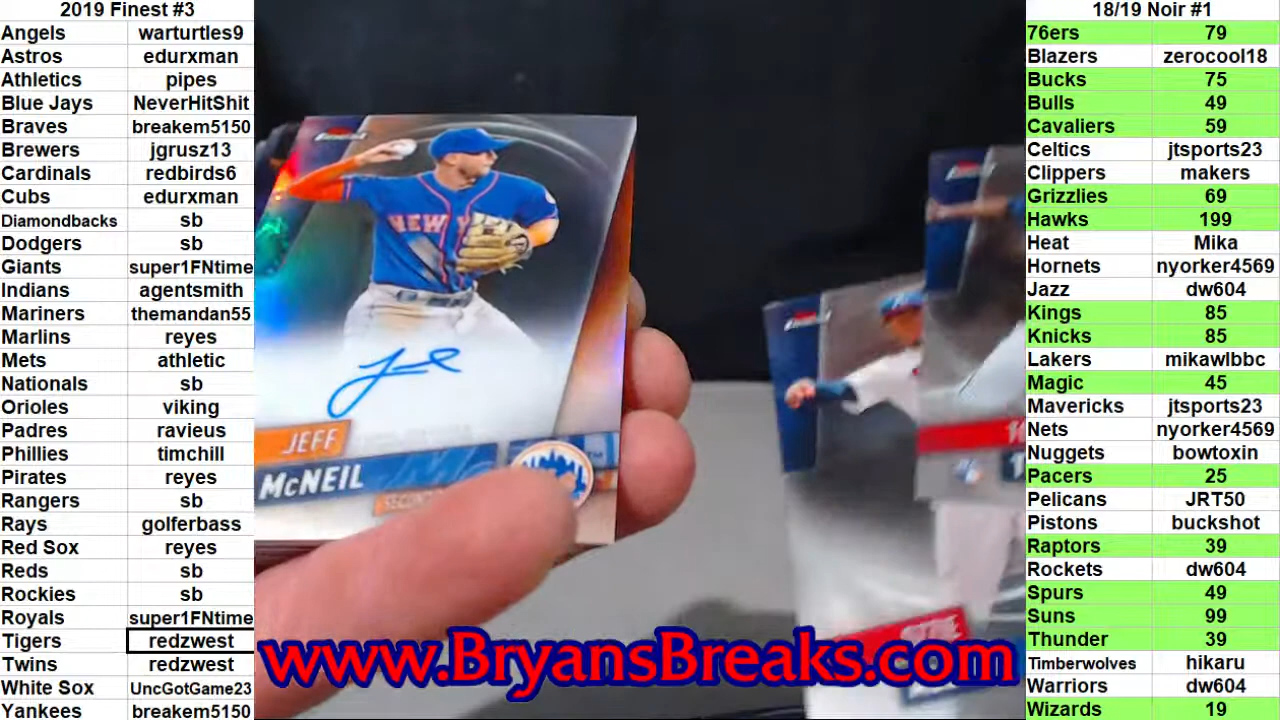 2019 Finest #3
Angels warturtles9
Astros edurxman
Athletics pipes
Blue Jays NeverHitShit
Braves breakem5150
Brewers jgrusz13
Cardinals redbirds6
Cubs edurxman
Diamondbacks sb
Dodgers sb
Giants super1FNtime
Indians agentsmith
Mariners themandan55
Marlins reyes
Mets athletic
Nationals sb
Orioles viking
Padres ravieus
Phillies timchill
Pirates reyes
Rangers sb
Rays golferbass
Red Sox reyes
Reds sb
Rockies sb
Royals super1FNtime
Tigers redzwest
Twins redzwest
White Sox UncGotGame23
Yankees breakem5150
NEW
JEFF
McNEIL
www.BryansBreaks.com
18/19 Noir #1
76ers 79
Blazers zerocool18
Bucks 75
Bulls 49
Cavaliers 59
Celtics jtsports23
Clippers makers
Grizzlies 69
Hawks 199
Heat Mika
Hornets nyorker4569
Jazz dw604
Kings 85
Knicks 85
Lakers mikawlbbc
Magic 45
Mavericks jtsports23
Nets nyorker4569
Nuggets bowtoxin
Pacers 25
Pelicans JRT50
Pistons buckshot
Raptors 39
Rockets dw604
Spurs 49
Suns 99
Thunder 39
Timberwolves hikaru
Warriors dw604
Wizards 19